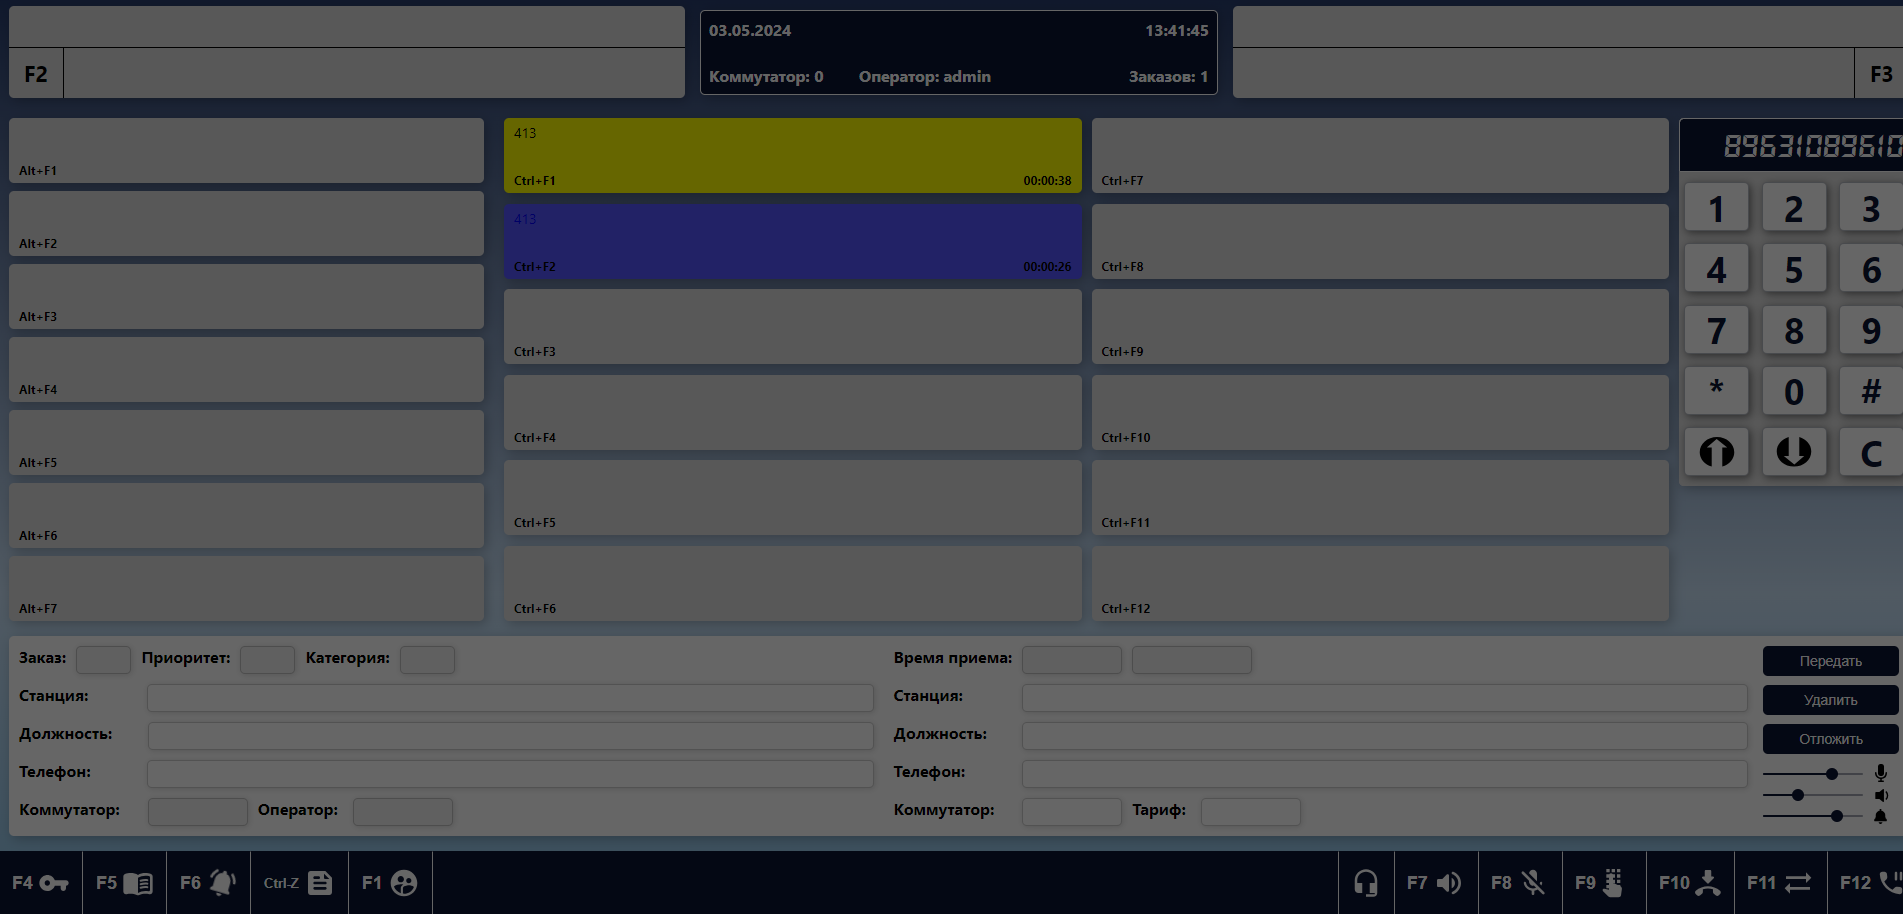 03.05.2024 13:41:45
F2 Коммутатор: 0 Оператор: admin Заказов: 1 F3
Alt+F1
Alt+F2
Alt+F3
Alt+F4
Alt+F5
Alt+F6
Alt+F7
413
Ctrl+F1 00:00:38
413
Ctrl+F2 00:00:26
Ctrl+F3
Ctrl+F4
Ctrl+F5
Ctrl+F6
Ctrl+F7
Ctrl+F8
Ctrl+F9
Ctrl+F10
Ctrl+F11
Ctrl+F12
89631089610
1 2 3
4 5 6
7 8 9
* 0 #
C
Заказ: Приоритет: Категория:
Станция:
Должность:
Телефон:
Коммутатор: Оператор:
Время приема:
Станция:
Должность:
Телефон:
Коммутатор: Тариф:
Передать
Удалить
Отложить
F4 F5 F6 Ctrl-Z F1 F7 F8 F9 F10 F11 F12